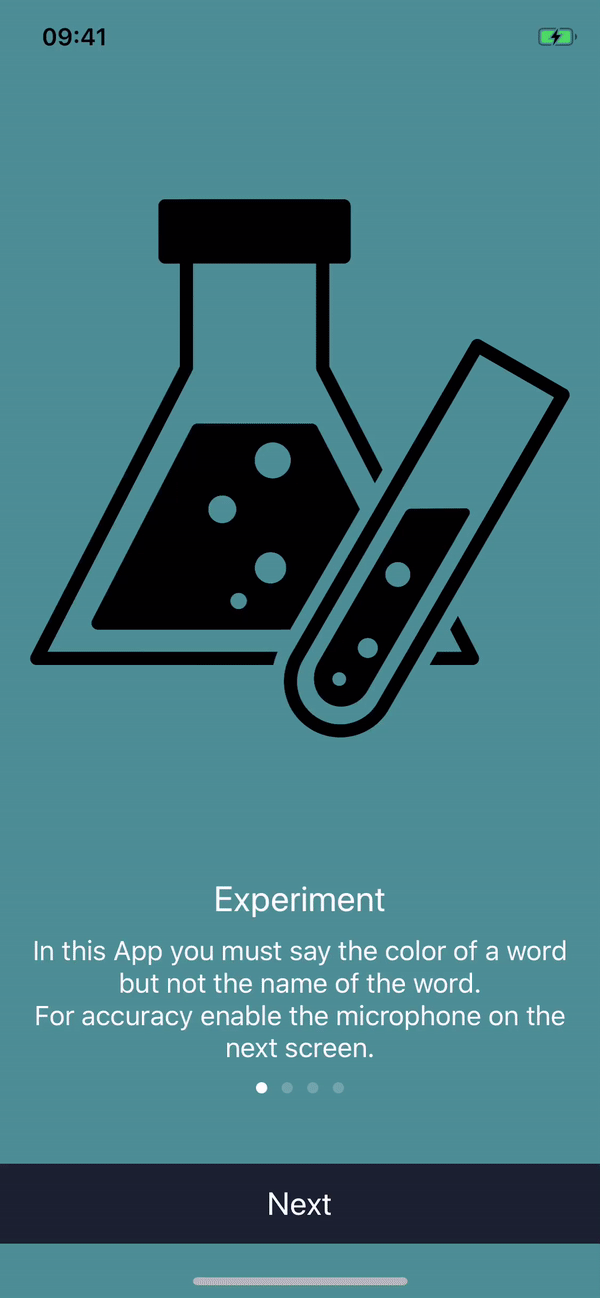 09:41
Experiment
In this App you must say the color of a word
but not the name of the word.
For accuracy enable the microphone on the
next screen.
Next